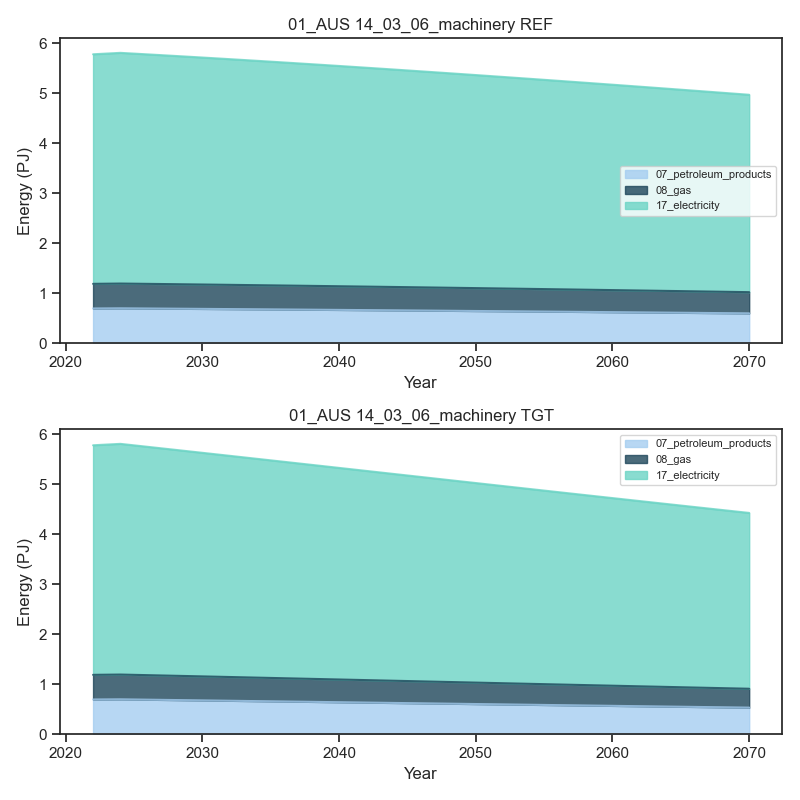 01_AUS 14_03_06_machinery REF
6
5
4
3
2
1
0
Energy (PJ)
07_petroleum_products
08_gas
17_electricity
2020 2030 2040 2050 2060 2070
Year
01_AUS 14_03_06_machinery TGT
6
5
4
3
2
1
0
Energy (PJ)
07_petroleum_products
08_gas
17_electricity
2020 2030 2040 2050 2060 2070
Year